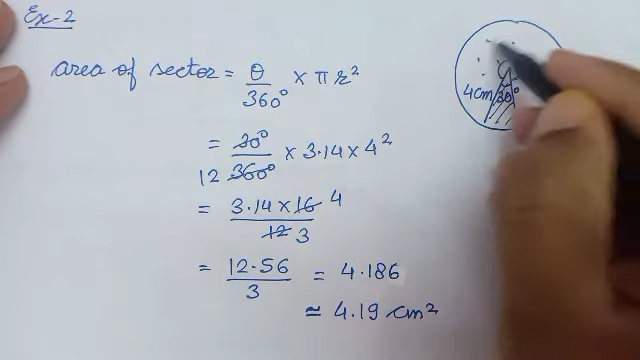 Ex-2
area of sector = θ/360° × π r²
4cm 30°
= 30°/360° × 3.14 × 4²
12
= 3.14 × 16/12 4
3
= 12.56/3 = 4.186
≃ 4.19 cm²